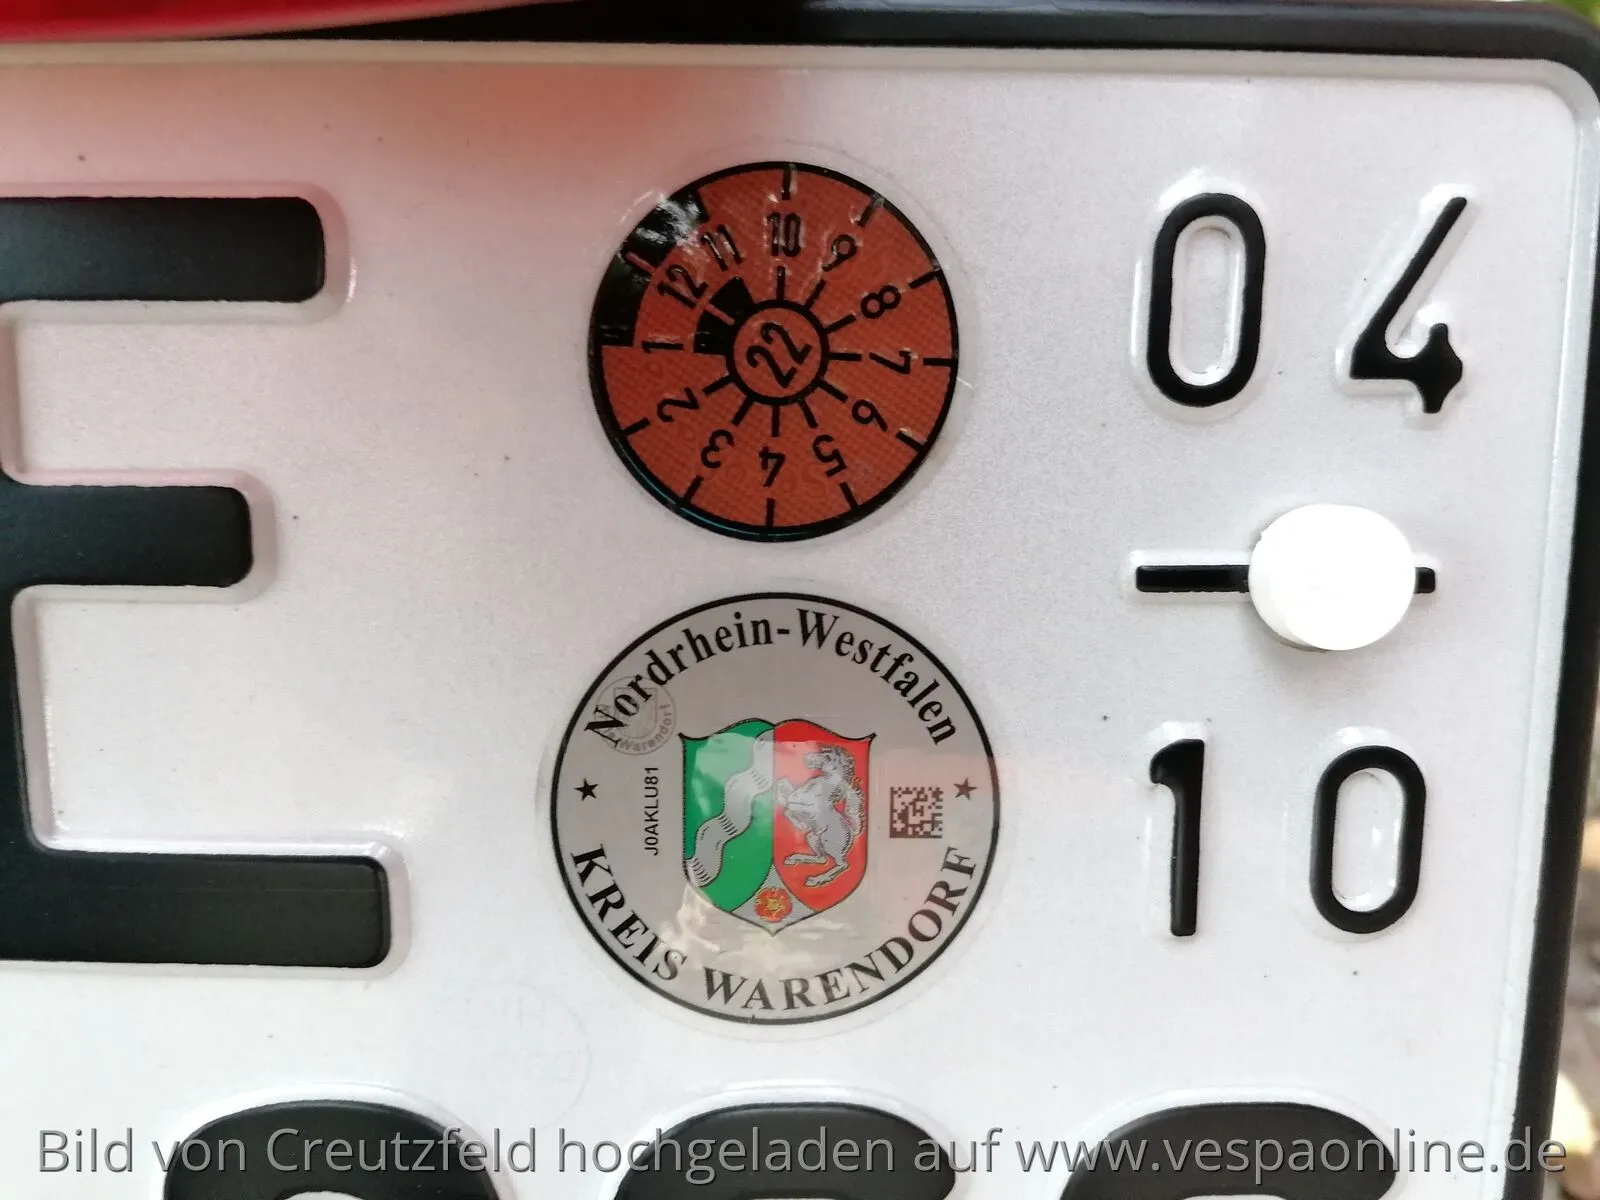 E
10
9
8
7
6
5
4
3
2
1
12
11
22
04
10
Nordrhein-Westfalen
J0AKLU81
KREIS WARENDORF
Warendorf
Bild von Creutzfeld hochgeladen auf www.vespaonline.de